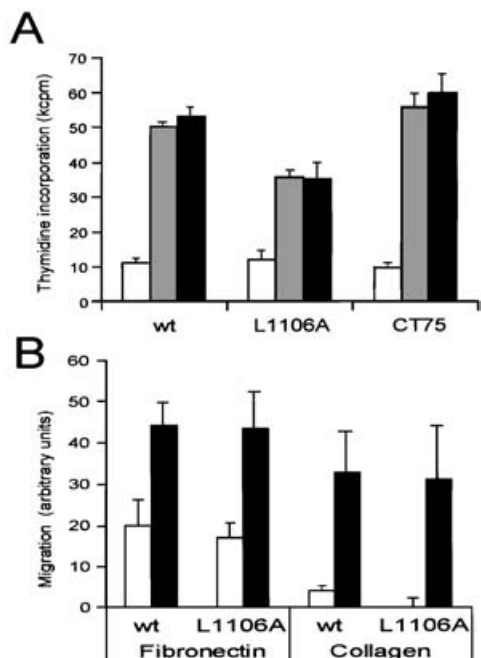 A
Thymidine incorporation (kcpm)
70
60
50
40
30
20
10
0
wt L1106A CT75
B
Migration (arbitrary units)
60
50
40
30
20
10
0
wt L1106A wt L1106A
Fibronectin Collagen